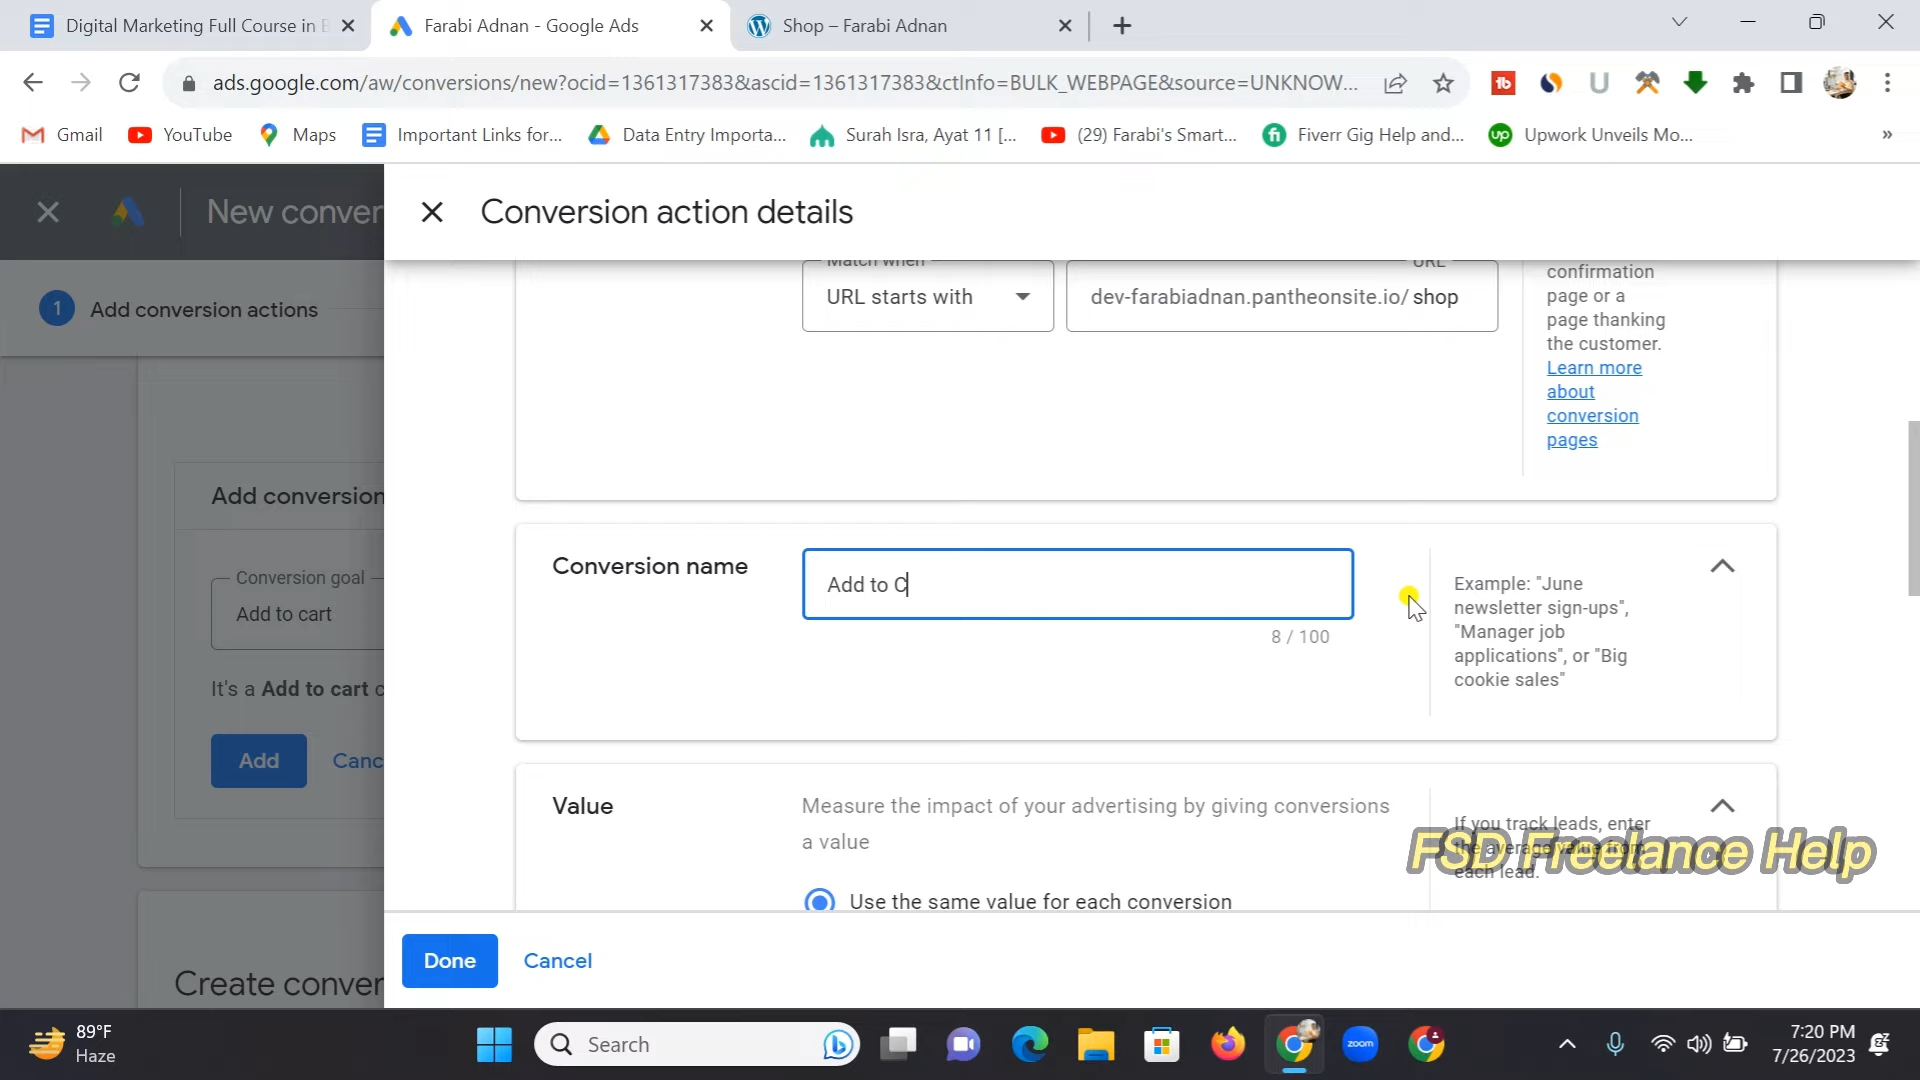 Digital Marketing Full Course in B
Farabi Adnan - Google Ads
Shop – Farabi Adnan
ads.google.com/aw/conversions/new?ocid=1361317383&ascid=1361317383&ctInfo=BULK_WEBPAGE&source=UNKNOW...
Gmail
YouTube
Maps
Important Links for...
Data Entry Importa...
Surah Isra, Ayat 11 [...
(29) Farabi's Smart...
Fiverr Gig Help and...
Upwork Unveils Mo...
»
New conver
Conversion action details
1 Add conversion actions
Match when
URL
URL starts with
dev-farabiadnan.pantheonsite.io/ shop
confirmation
page or a
page thanking
the customer.
Learn more
about
conversion
pages
Add conversion
Conversion goal
Add to cart
It's a Add to cart c
Add
Canc
Conversion name
Add to C
8 / 100
Example: "June
newsletter sign-ups",
"Manager job
applications", or "Big
cookie sales"
Value
Measure the impact of your advertising by giving conversions
a value
If you track leads, enter
the average value from
each lead.
FSD Freelance Help
Use the same value for each conversion
Create conver
Done
Cancel
89°F
Haze
Search
zoom
7:20 PM
7/26/2023